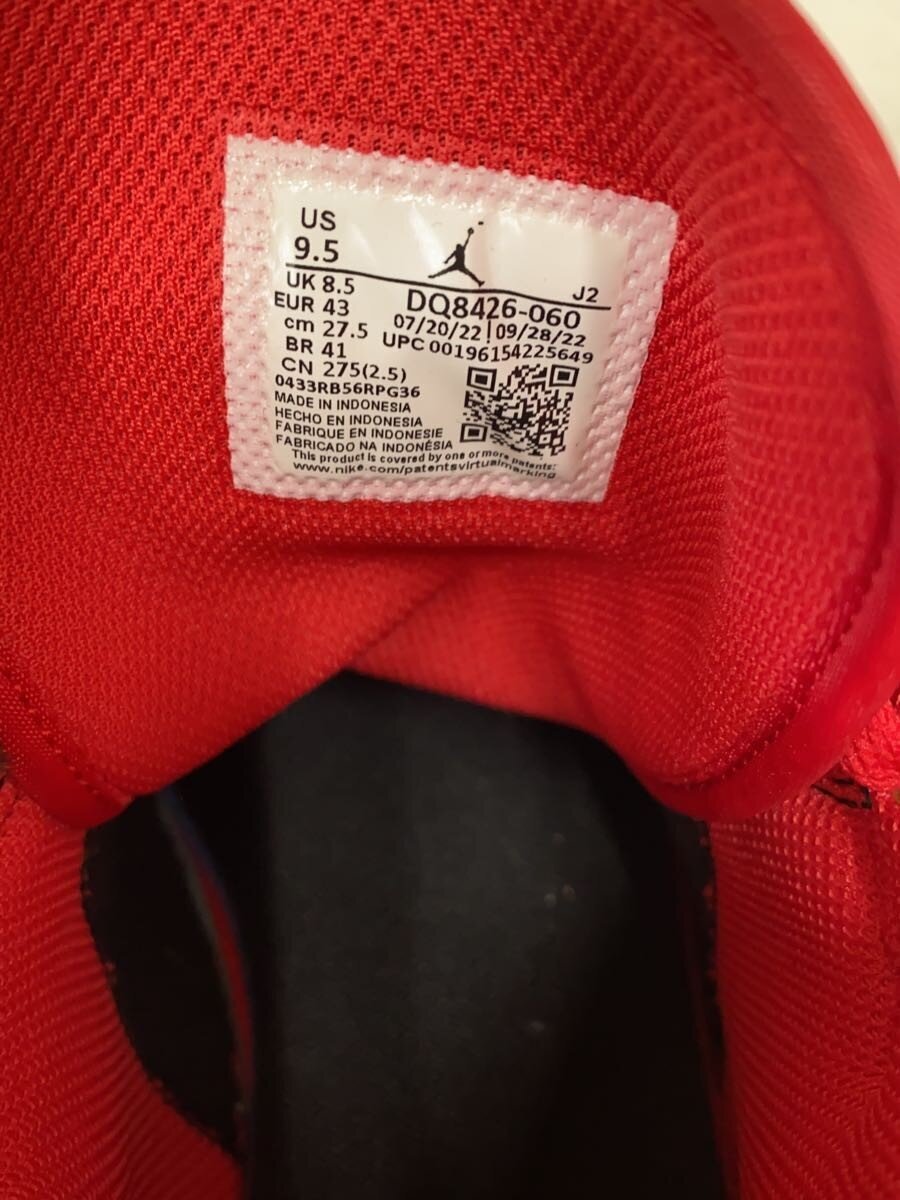 US
9.5
J2
UK 8.5
EUR 43
cm 27.5
BR 41
CN 275(2.5)
DQ8426-060
07/20/22 | 09/28/22
UPC 00196154225649
0433RB56RPG36
MADE IN INDONESIA
HECHO EN INDONESIA
FABRIQUE EN INDONESIE
FABRICADO NA INDONÉSIA
This product is covered by one or more patents:
www.nike.com/patentsvirtualmarking